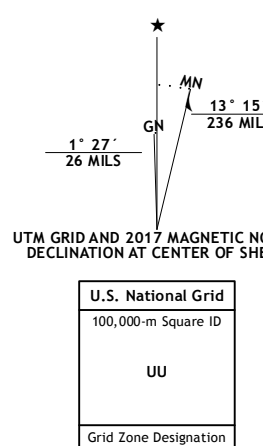 ★
MN
GN
13° 15
236 MIL
1° 27´
26 MILS
UTM GRID AND 2017 MAGNETIC NO
DECLINATION AT CENTER OF SHE
U.S. National Grid
100,000-m Square ID
UU
Grid Zone Designation